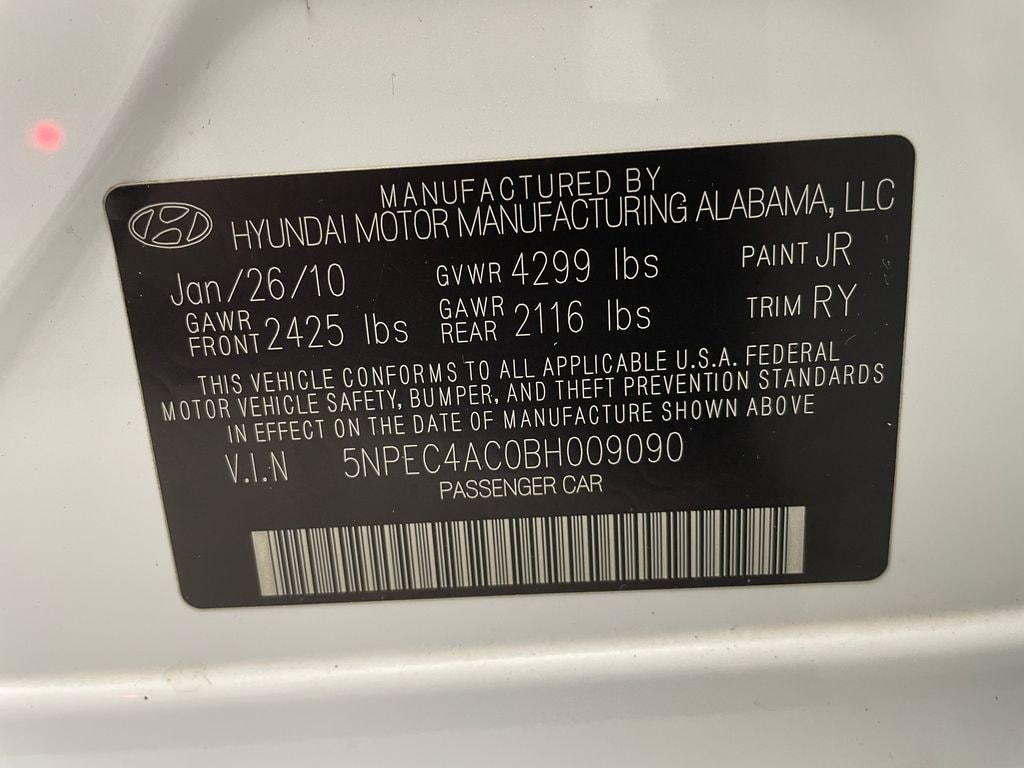 MANUFACTURED BY
HYUNDAI MOTOR MANUFACTURING ALABAMA, LLC
Jan/26/10 GVWR 4299 lbs PAINT JR
GAWR FRONT 2425 lbs GAWR REAR 2116 lbs TRIM RY
THIS VEHICLE CONFORMS TO ALL APPLICABLE U.S.A. FEDERAL
MOTOR VEHICLE SAFETY, BUMPER, AND THEFT PREVENTION STANDARDS
IN EFFECT ON THE DATE OF MANUFACTURE SHOWN ABOVE
V.I.N 5NPEC4AC0BH009090
PASSENGER CAR